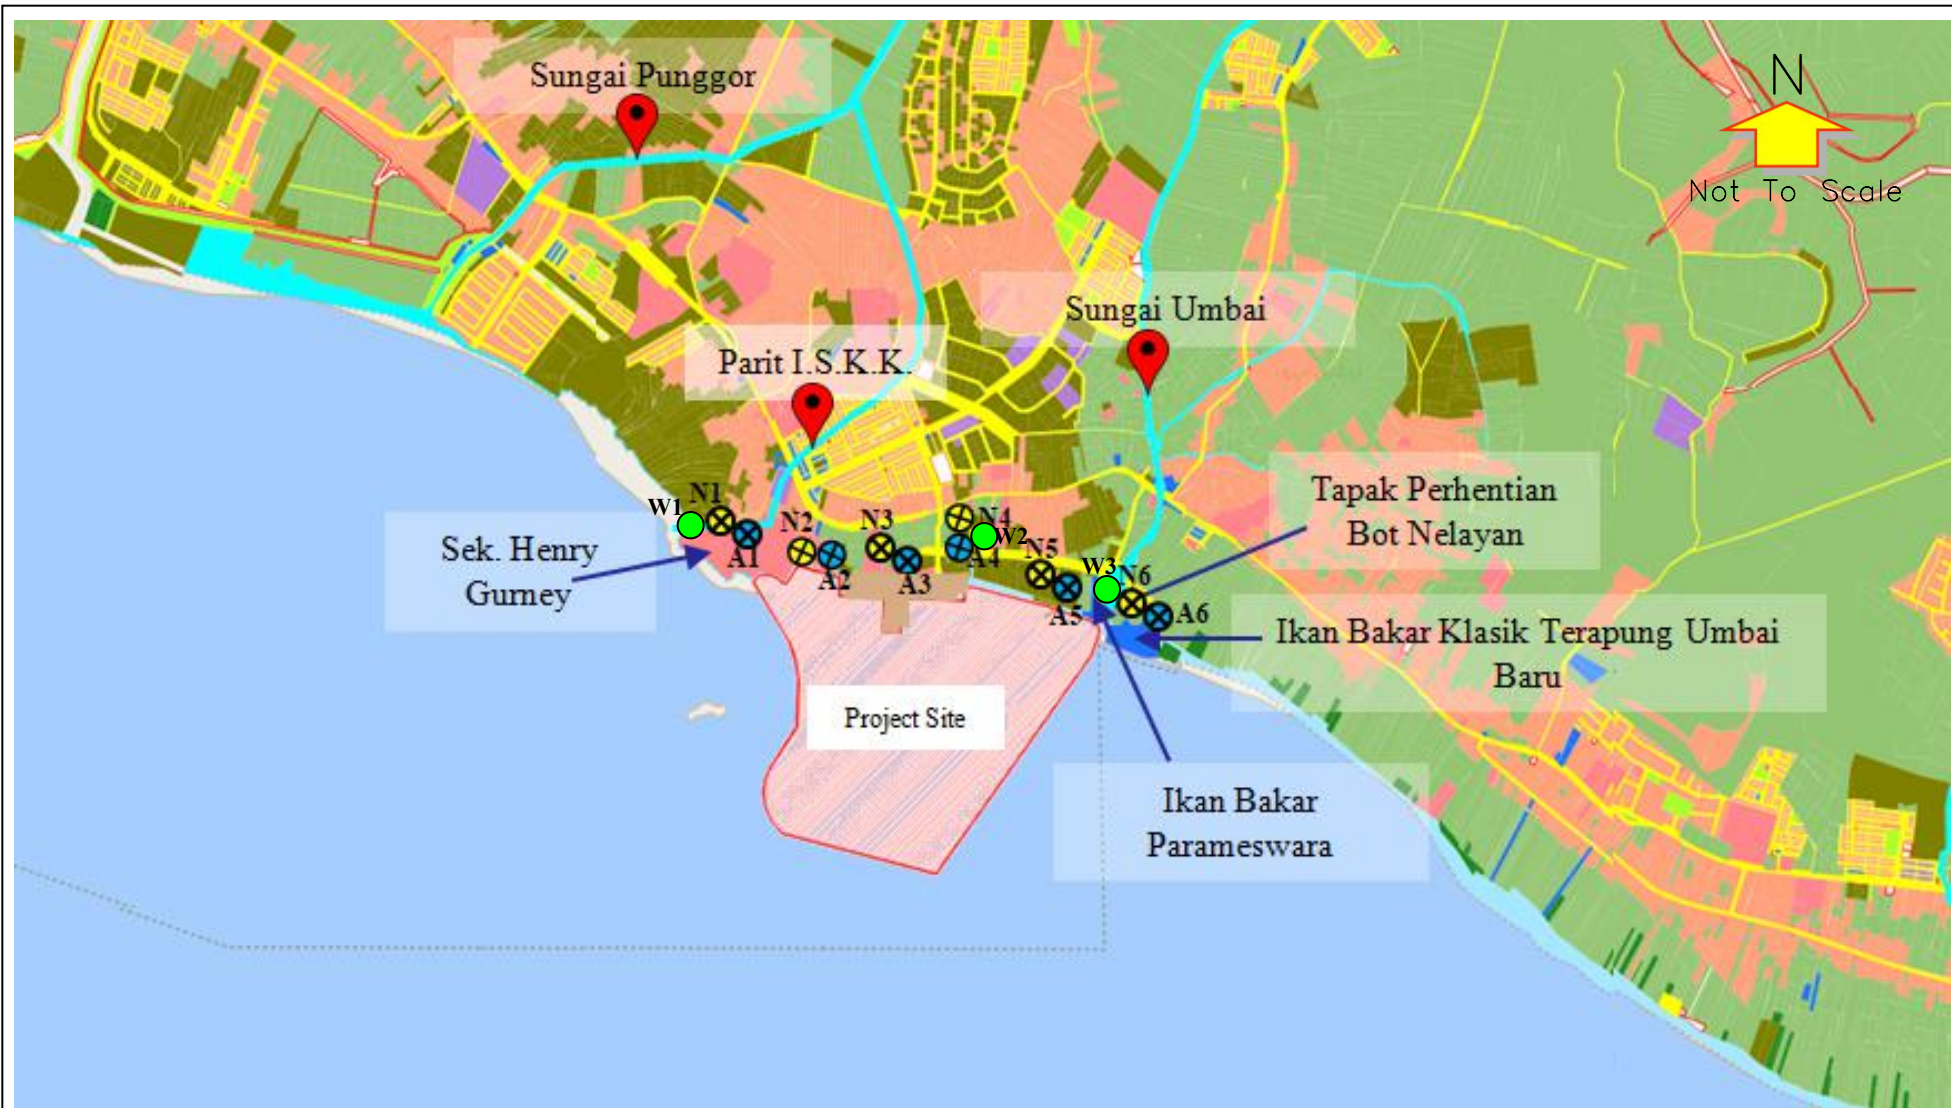 Sungai Punggor
N
Not To Scale
Sungai Umbai
Parit I.S.K.K.
Tapak Perhentian
Bot Nelayan
W1
N1
A1
N2
A2
N3
A3
N4
W2
A4
N5
A5
W3
N6
A6
Sek. Henry
Gurney
Ikan Bakar Klasik Terapung Umbai
Baru
Project Site
Ikan Bakar
Parameswara